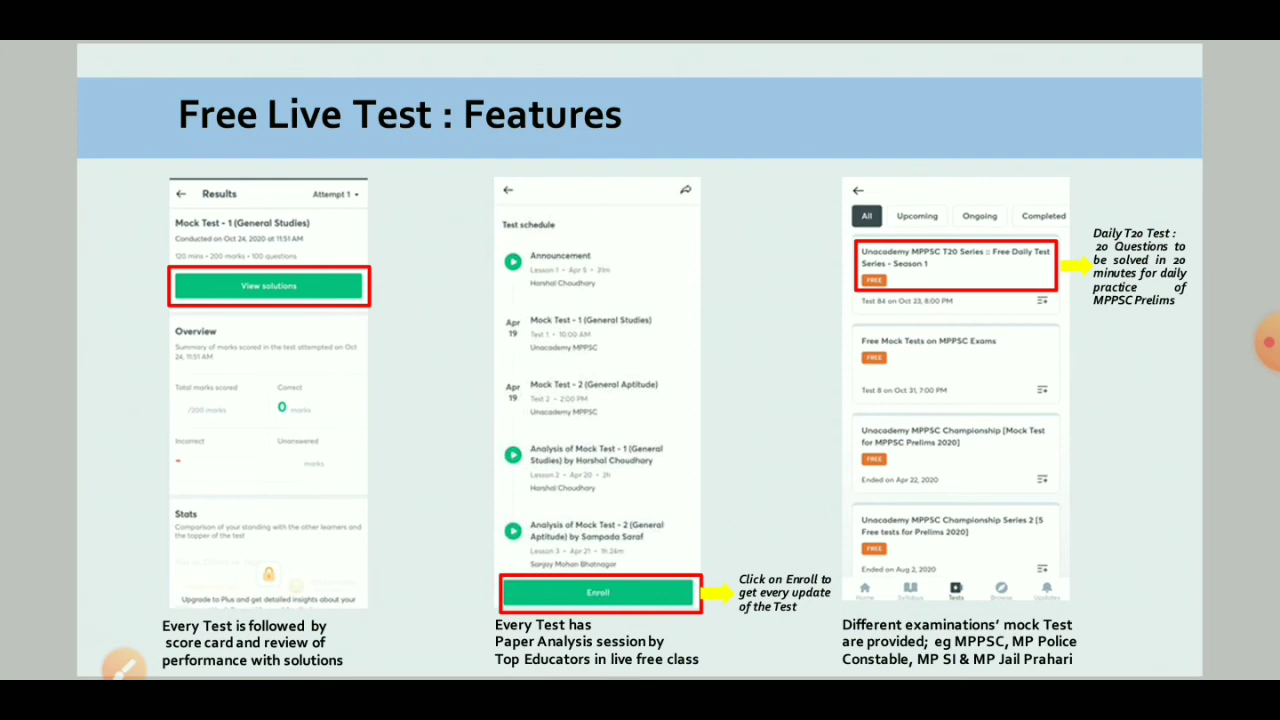 Free Live Test : Features
Results
Attempt 1
Mock Test - 1 (General Studies)
Conducted on Oct 24, 2020 at 11:51 AM
120 mins • 200 marks • 100 questions
View solutions
Overview
Summary of marks scored in the test attempted on Oct
24, 11:51 AM
Total marks scored
Correct
/200 marks
0 marks
Incorrect
Unanswered
-
marks
Stats
Comparison of your standing with the other learners and
the topper of the test
Upgrade to Plus and get detailed insights about your
Every Test is followed by
score card and review of
performance with solutions
Test schedule
Announcement
Lesson 1 • Apr 5 • 31m
Harshal Choudhary
Apr
19
Mock Test - 1 (General Studies)
Test 1 • 10:00 AM
Unacademy MPPSC
Apr
19
Mock Test - 2 (General Aptitude)
Test 2 • 2:00 PM
Unacademy MPPSC
Analysis of Mock Test - 1 (General
Studies) by Harshal Choudhary
Lesson 2 • Apr 20 • 2h
Harshal Choudhary
Analysis of Mock Test - 2 (General
Aptitude) by Sampada Saraf
Lesson 3 • Apr 21 • 1h 26m
Sanjay Mohan Bhatnagar
Enroll
Click on Enroll to
get every update
of the Test
Every Test has
Paper Analysis session by
Top Educators in live free class
All
Upcoming
Ongoing
Completed
Unacademy MPPSC T20 Series :: Free Daily Test
Series - Season 1
FREE
Test 84 on Oct 23, 8:00 PM
Free Mock Tests on MPPSC Exams
FREE
Test 8 on Oct 31, 7:00 PM
Unacademy MPPSC Championship [Mock Test
for MPPSC Prelims 2020]
FREE
Ended on Apr 22, 2020
Unacademy MPPSC Championship Series 2 [5
Free tests for Prelims 2020]
FREE
Ended on Aug 2, 2020
Home
Syllabus
Tests
Browse
Updates
Daily T20 Test :
20 Questions to
be solved in 20
minutes for daily
practice of
MPPSC Prelims
Different examinations' mock Test
are provided; eg MPPSC, MP Police
Constable, MP SI & MP Jail Prahari